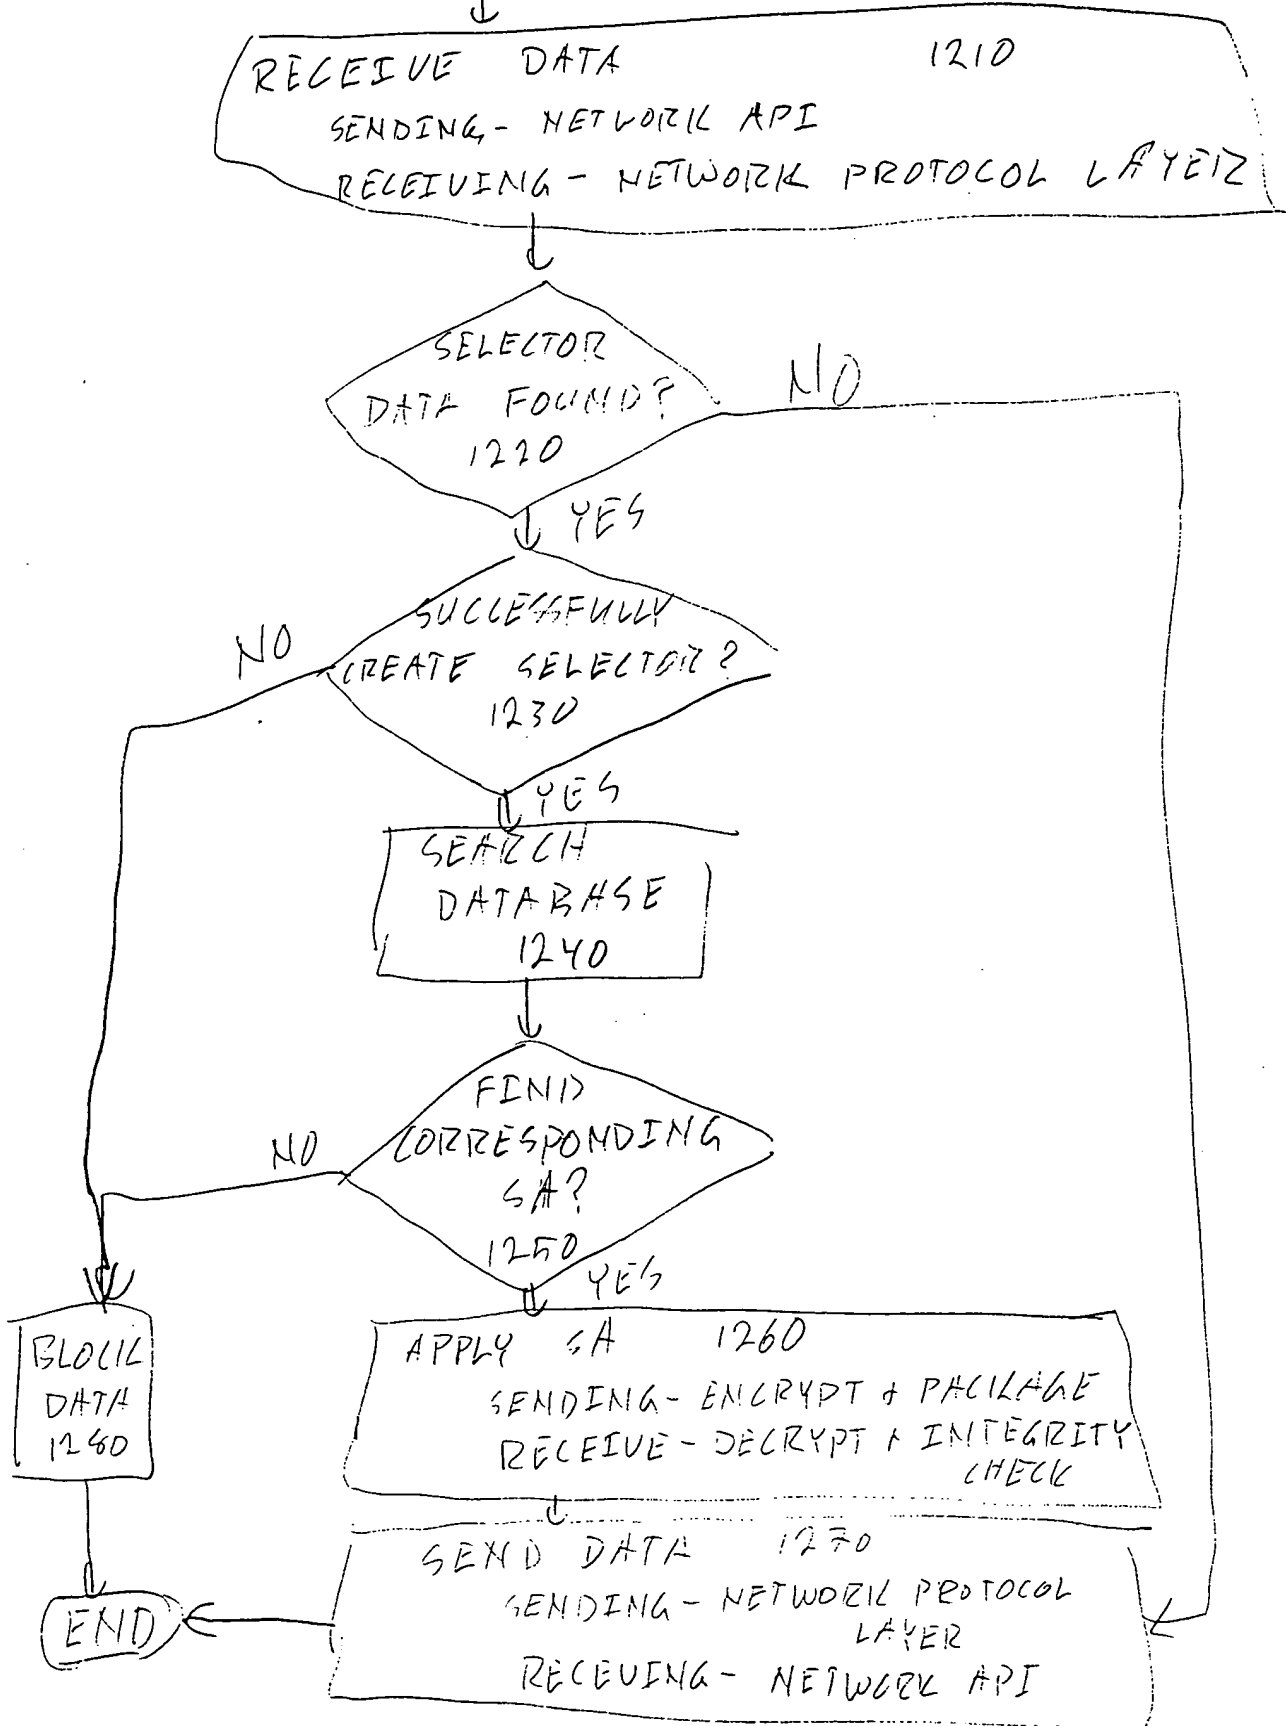 RECEIVE DATA 1210
SENDING - NETWORK API
RECEIVING - NETWORK PROTOCOL LAYER
SELECTOR
DATA FOUND?
1220
NO
YES
SUCCESSFULLY
CREATE SELECTOR?
1230
NO
YES
SEARCH
DATABASE
1240
FIND
CORRESPONDING
SA?
1250
NO
YES
BLOCK
DATA
1280
APPLY SA 1260
SENDING - ENCRYPT + PACKAGE
RECEIVE - DECRYPT + INTEGRITY
CHECK
SEND DATA 1270
SENDING - NETWORK PROTOCOL
LAYER
RECEVING - NETWORK API
END